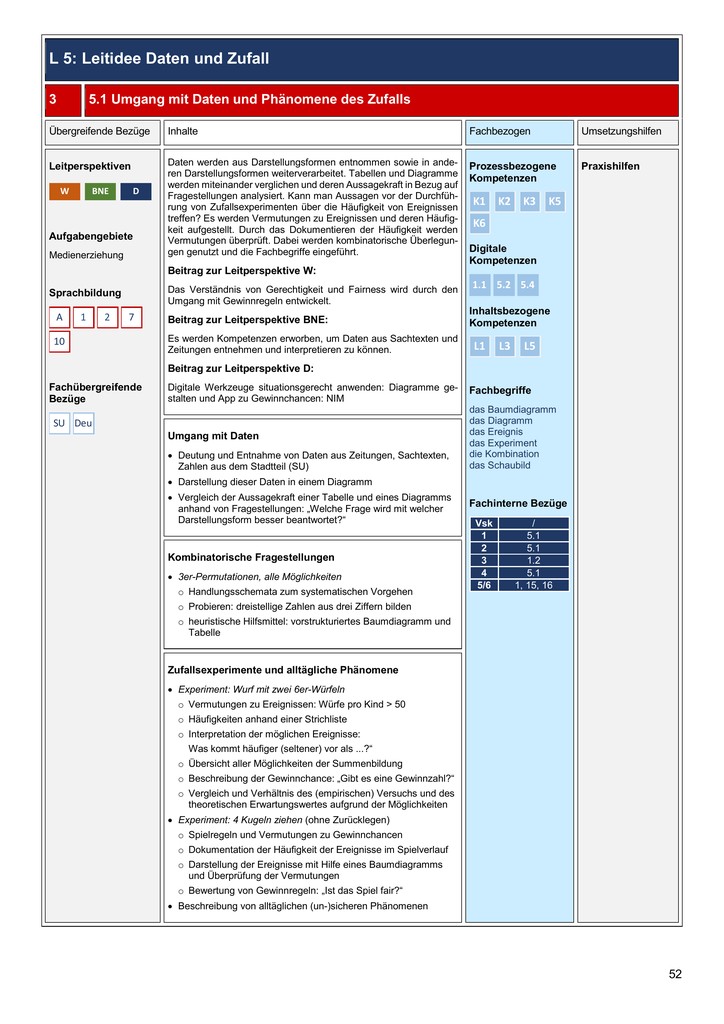 L 5: Leitidee Daten und Zufall
3 5.1 Umgang mit Daten und Phänomene des Zufalls
Übergreifende Bezüge
Inhalte
Fachbezogen
Umsetzungshilfen
Leitperspektiven
W BNE D
Aufgabengebiete
Medienerziehung
Sprachbildung
A 1 2 7
10
Fachübergreifende
Bezüge
SU Deu
Daten werden aus Darstellungsformen entnommen sowie in ande-
ren Darstellungsformen weiterverarbeitet. Tabellen und Diagramme
werden miteinander verglichen und deren Aussagekraft in Bezug auf
Fragestellungen analysiert. Kann man Aussagen vor der Durchfüh-
rung von Zufallsexperimenten über die Häufigkeit von Ereignissen
treffen? Es werden Vermutungen zu Ereignissen und deren Häufig-
keit aufgestellt. Durch das Dokumentieren der Häufigkeit werden
Vermutungen überprüft. Dabei werden kombinatorische Überlegun-
gen genutzt und die Fachbegriffe eingeführt.
Beitrag zur Leitperspektive W:
Das Verständnis von Gerechtigkeit und Fairness wird durch den
Umgang mit Gewinnregeln entwickelt.
Beitrag zur Leitperspektive BNE:
Es werden Kompetenzen erworben, um Daten aus Sachtexten und
Zeitungen entnehmen und interpretieren zu können.
Beitrag zur Leitperspektive D:
Digitale Werkzeuge situationsgerecht anwenden: Diagramme ge-
stalten und App zu Gewinnchancen: NIM
Umgang mit Daten
• Deutung und Entnahme von Daten aus Zeitungen, Sachtexten,
Zahlen aus dem Stadtteil (SU)
• Darstellung dieser Daten in einem Diagramm
• Vergleich der Aussagekraft einer Tabelle und eines Diagramms
anhand von Fragestellungen: „Welche Frage wird mit welcher
Darstellungsform besser beantwortet?“
Kombinatorische Fragestellungen
• 3er-Permutationen, alle Möglichkeiten
o Handlungsschemata zum systematischen Vorgehen
o Probieren: dreistellige Zahlen aus drei Ziffern bilden
o heuristische Hilfsmittel: vorstrukturiertes Baumdiagramm und
Tabelle
Zufallsexperimente und alltägliche Phänomene
• Experiment: Wurf mit zwei 6er-Würfeln
o Vermutungen zu Ereignissen: Würfe pro Kind > 50
o Häufigkeiten anhand einer Strichliste
o Interpretation der möglichen Ereignisse:
Was kommt häufiger (seltener) vor als ...?“
o Übersicht aller Möglichkeiten der Summenbildung
o Beschreibung der Gewinnchance: „Gibt es eine Gewinnzahl?“
o Vergleich und Verhältnis des (empirischen) Versuchs und des
theoretischen Erwartungswertes aufgrund der Möglichkeiten
• Experiment: 4 Kugeln ziehen (ohne Zurücklegen)
o Spielregeln und Vermutungen zu Gewinnchancen
o Dokumentation der Häufigkeit der Ereignisse im Spielverlauf
o Darstellung der Ereignisse mit Hilfe eines Baumdiagramms
und Überprüfung der Vermutungen
o Bewertung von Gewinnregeln: „Ist das Spiel fair?“
• Beschreibung von alltäglichen (un-)sicheren Phänomenen
Prozessbezogene
Kompetenzen
K1 K2 K3 K5
K6
Digitale
Kompetenzen
1.1 5.2 5.4
Inhaltsbezogene
Kompetenzen
L1 L3 L5
Fachbegriffe
das Baumdiagramm
das Diagramm
das Ereignis
das Experiment
die Kombination
das Schaubild
Fachinterne Bezüge
Vsk /
1 5.1
2 5.1
3 1.2
4 5.1
5/6 1, 15, 16
Praxishilfen
52